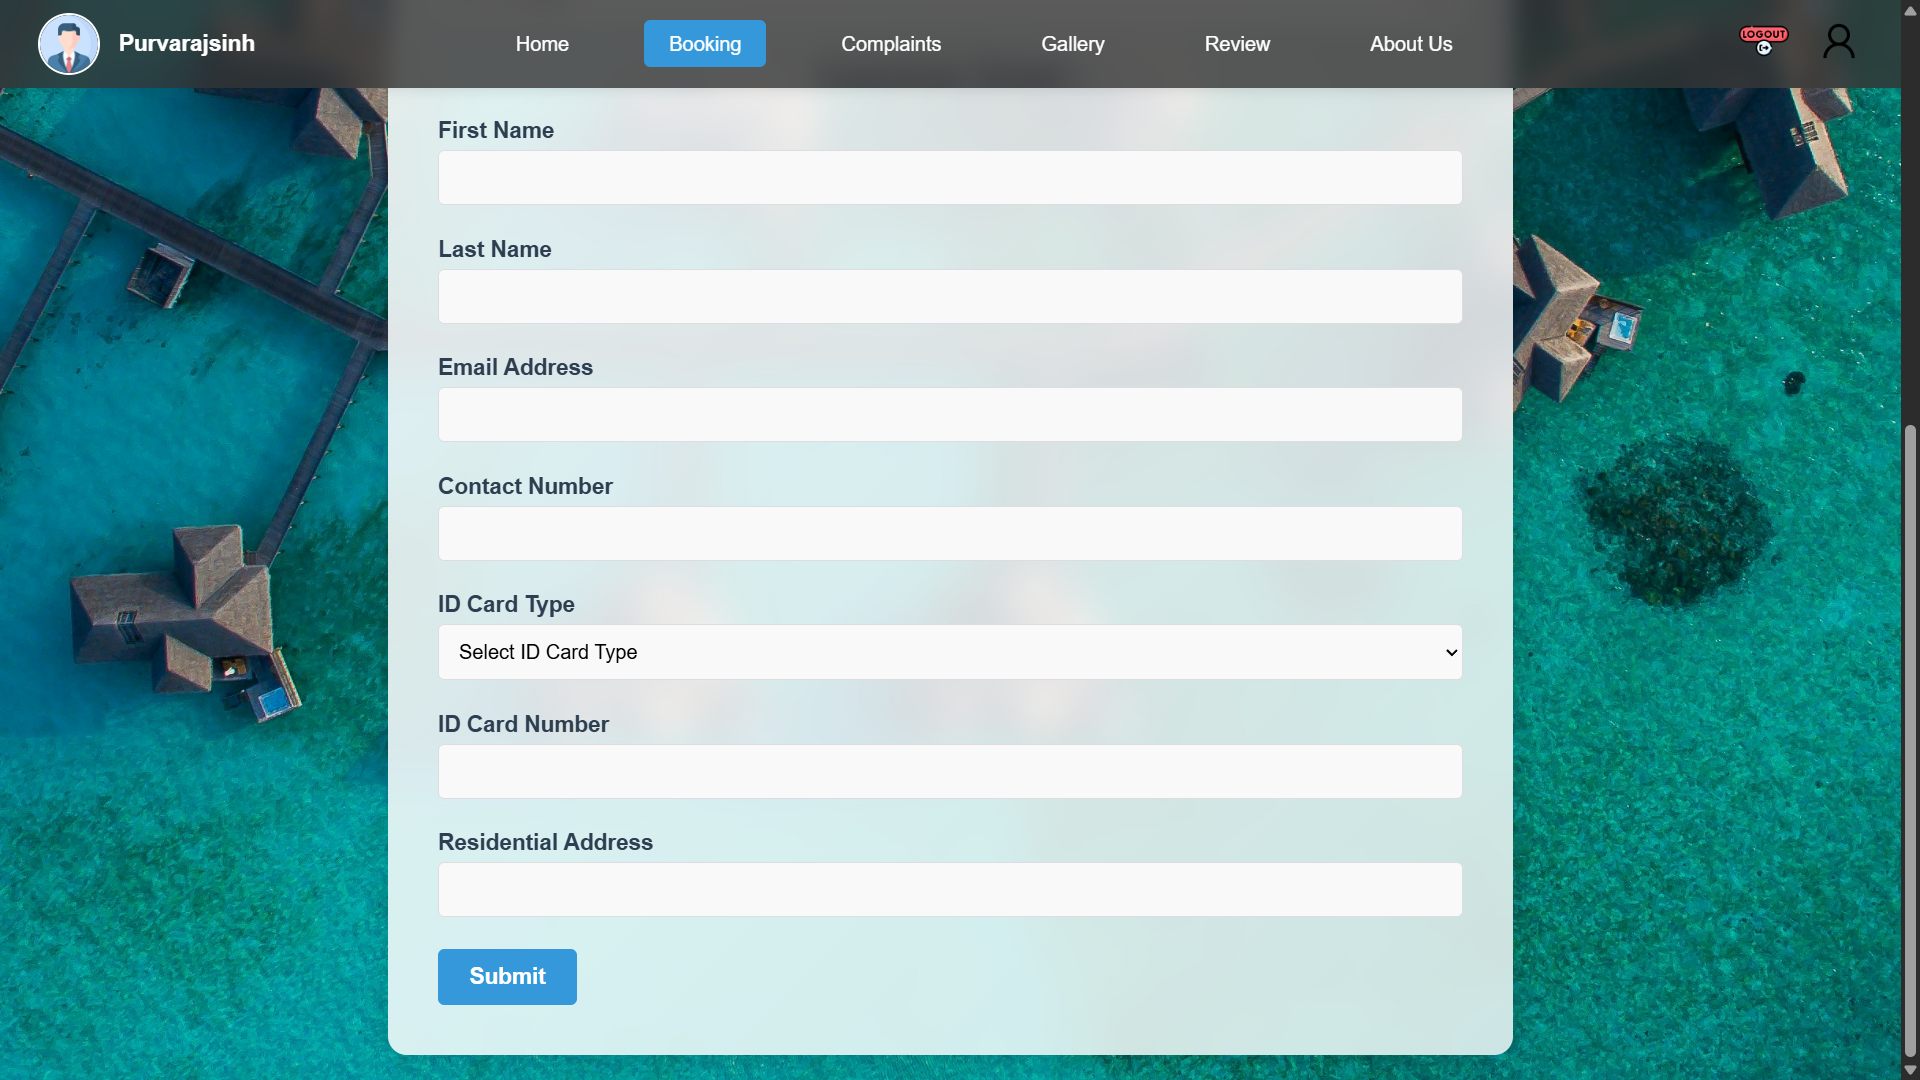 Purvarajsinh
Home
Booking
Complaints
Gallery
Review
About Us
LOGOUT
First Name
Last Name
Email Address
Contact Number
ID Card Type
Select ID Card Type
ID Card Number
Residential Address
Submit